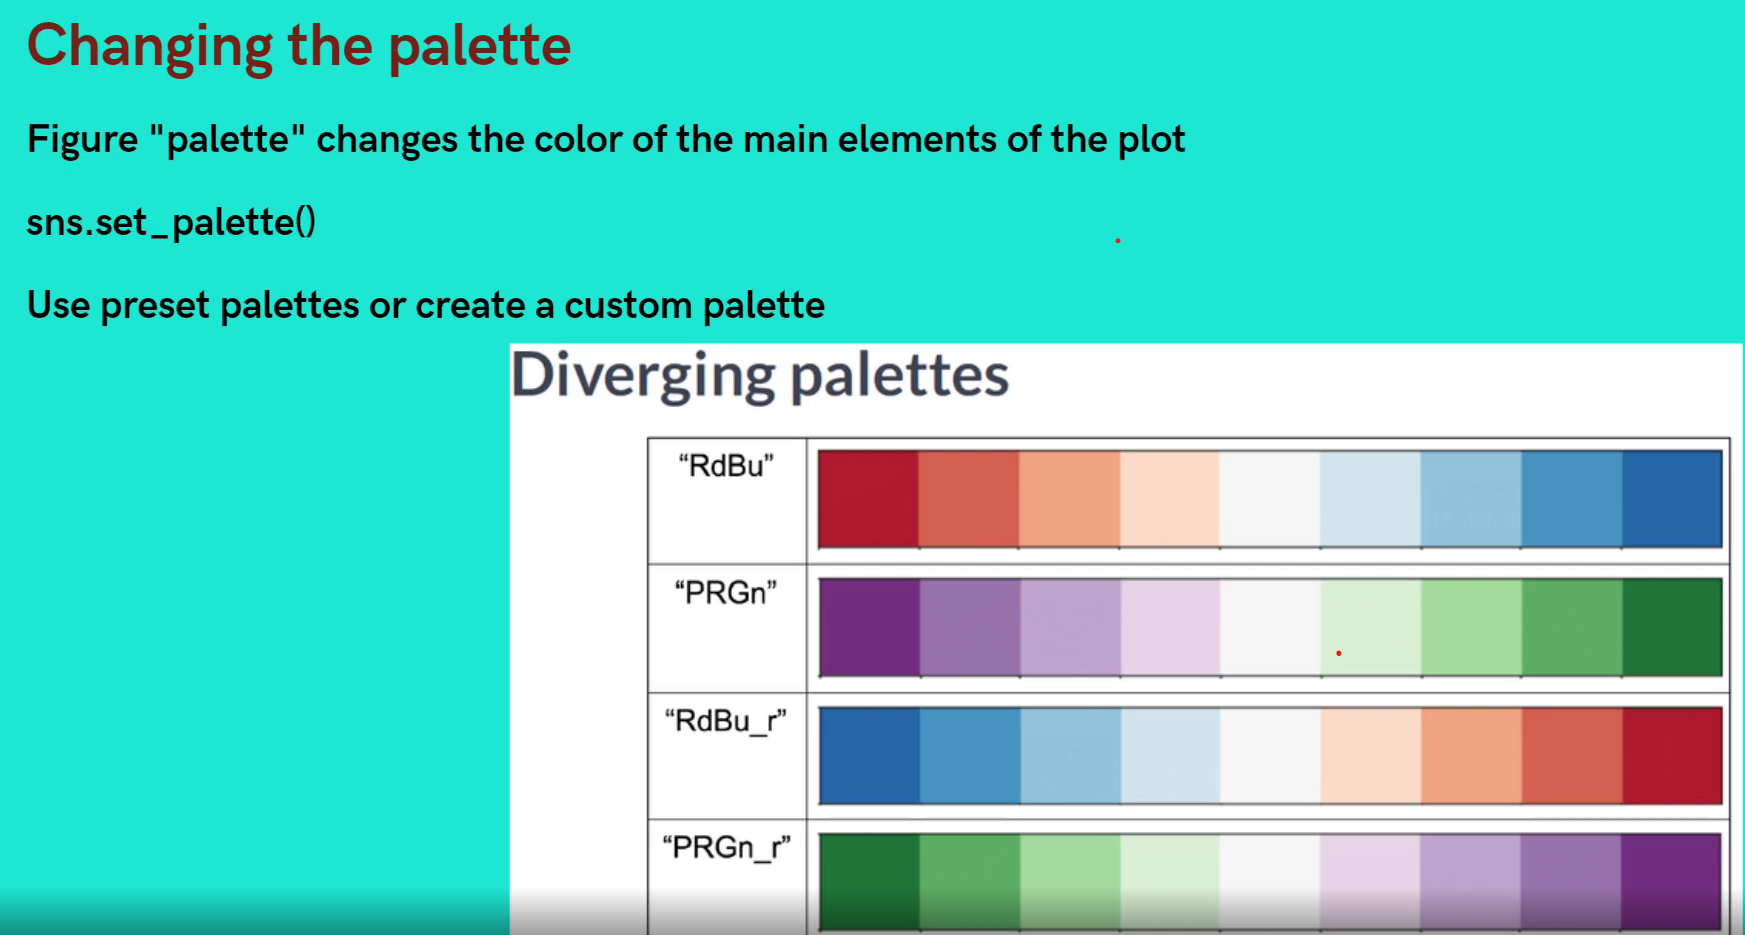 Changing the palette
Figure "palette" changes the color of the main elements of the plot
sns.set_palette()
Use preset palettes or create a custom palette
Diverging palettes
“RdBu”
“PRGn”
“RdBu_r”
“PRGn_r”